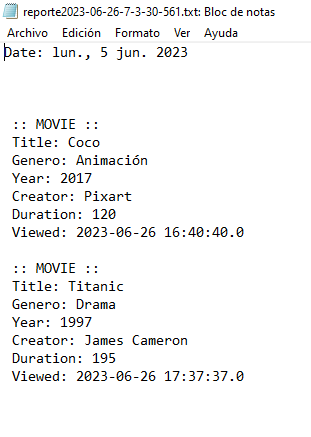 reporte2023-06-26-7-3-30-561.txt: Bloc de notas
Archivo Edición Formato Ver Ayuda
Date: lun., 5 jun. 2023
:: MOVIE ::
Title: Coco
Genero: Animación
Year: 2017
Creator: Pixart
Duration: 120
Viewed: 2023-06-26 16:40:40.0
:: MOVIE ::
Title: Titanic
Genero: Drama
Year: 1997
Creator: James Cameron
Duration: 195
Viewed: 2023-06-26 17:37:37.0